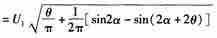 =U₁√(θ/π + 1/2π [sin2α − sin(2α + 2θ)])